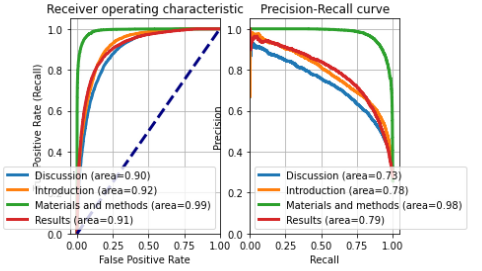 Receiver operating characteristic
Positive Rate (Recall)
1.0
0.8
0.6
0.4
0.2
0.0
0.00
0.25
0.50
0.75
1.00
False Positive Rate
Discussion (area=0.90)
Introduction (area=0.92)
Materials and methods (area=0.99)
Results (area=0.91)
Precision-Recall curve
Precision
1.0
0.8
0.6
0.4
0.2
0.0
0.00
0.25
0.50
0.75
1.00
Recall
Discussion (area=0.73)
Introduction (area=0.78)
Materials and methods (area=0.98)
Results (area=0.79)